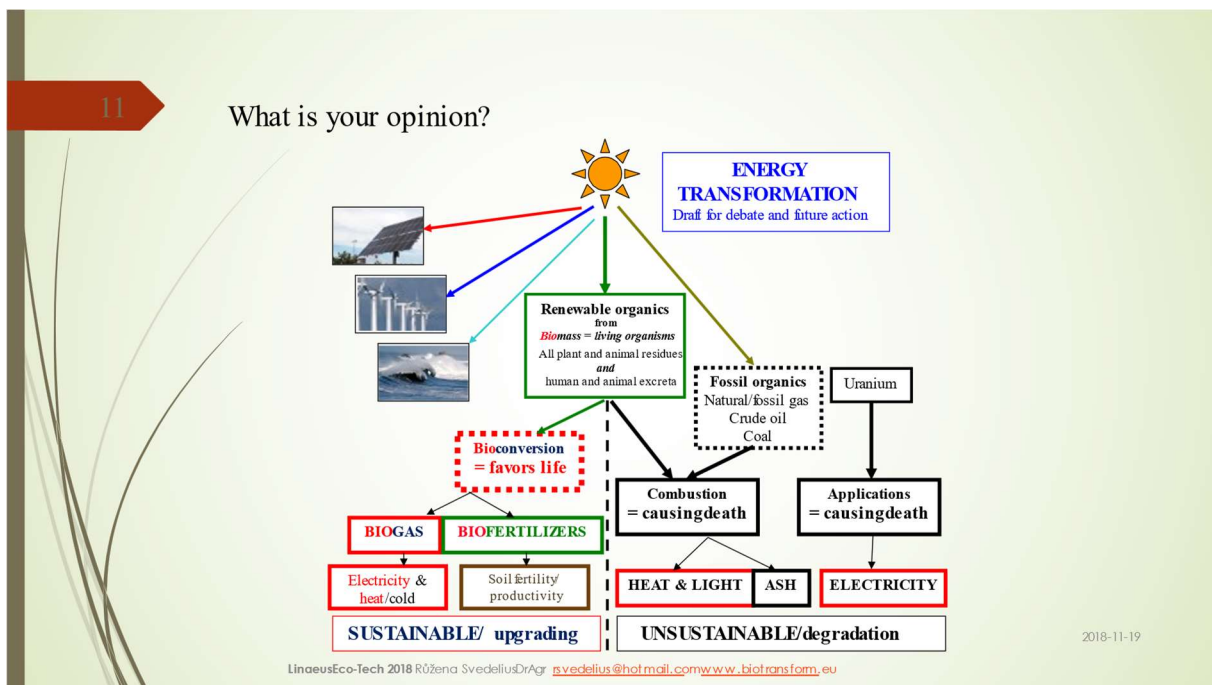 11
What is your opinion?
ENERGY
TRANSFORMATION
Draft for debate and future action
Renewable organics
from
Biomass = living organisms
All plant and animal residues
and
human and animal excreta
Fossil organics
Natural/fossil gas
Crude oil
Coal
Uranium
Bioconversion
= favors life
Combustion
= causingdeath
Applications
= causingdeath
BIOGAS
BIOFERTILIZERS
HEAT & LIGHT
ASH
ELECTRICITY
Electricity &
heat/cold
Soil fertility/
productivity
SUSTAINABLE/ upgrading
UNSUSTAINABLE/degradation
2018-11-19
LinaeusEco-Tech 2018 Růžena SvedeliusDrAgr rsvedelius@hotmail.comwww.biotransform.eu